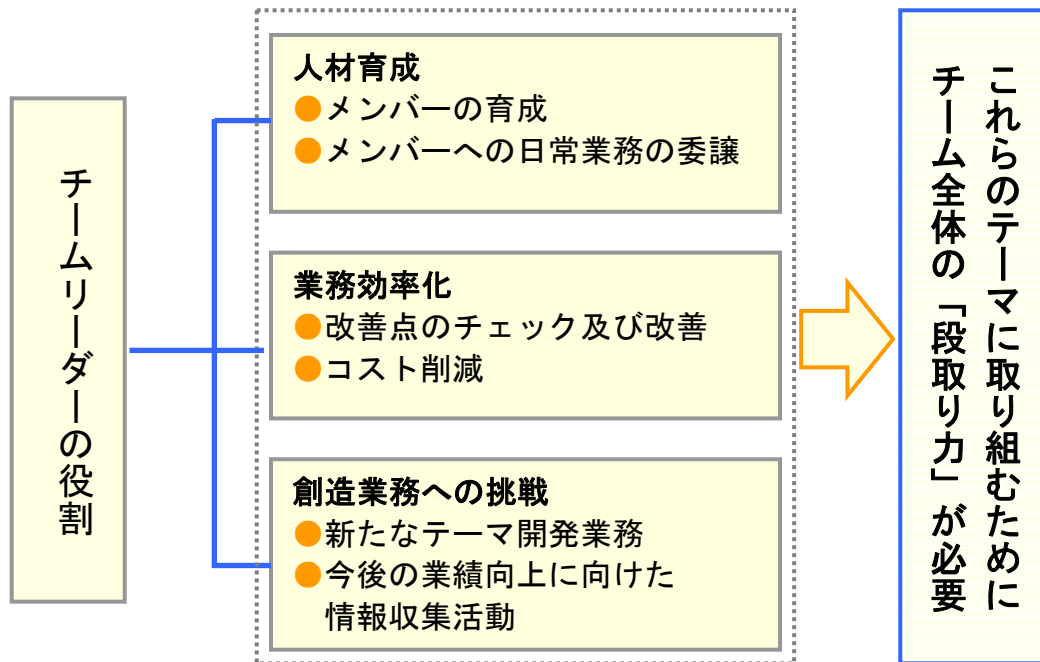 チームリーダーの役割
人材育成
●メンバーの育成
●メンバーへの日常業務の委譲
業務効率化
●改善点のチェック及び改善
●コスト削減
創造業務への挑戦
●新たなテーマ開発業務
●今後の業績向上に向けた
情報収集活動
これらのテーマに取り組むために
チーム全体の「段取り力」が必要